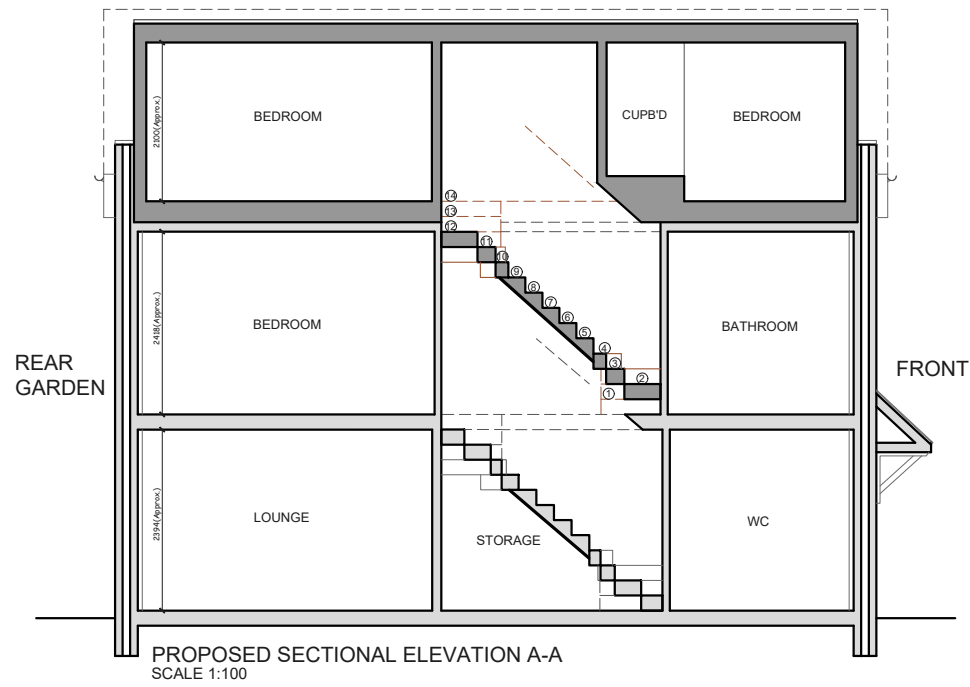 2100(Approx.)
BEDROOM
CUPB'D
BEDROOM
14
13
12
11
10
9
8
7
6
5
4
3
2
1
2418(Approx.)
BEDROOM
BATHROOM
REAR
GARDEN
FRONT
2394(Approx.)
LOUNGE
STORAGE
WC
PROPOSED SECTIONAL ELEVATION A-A
SCALE 1:100